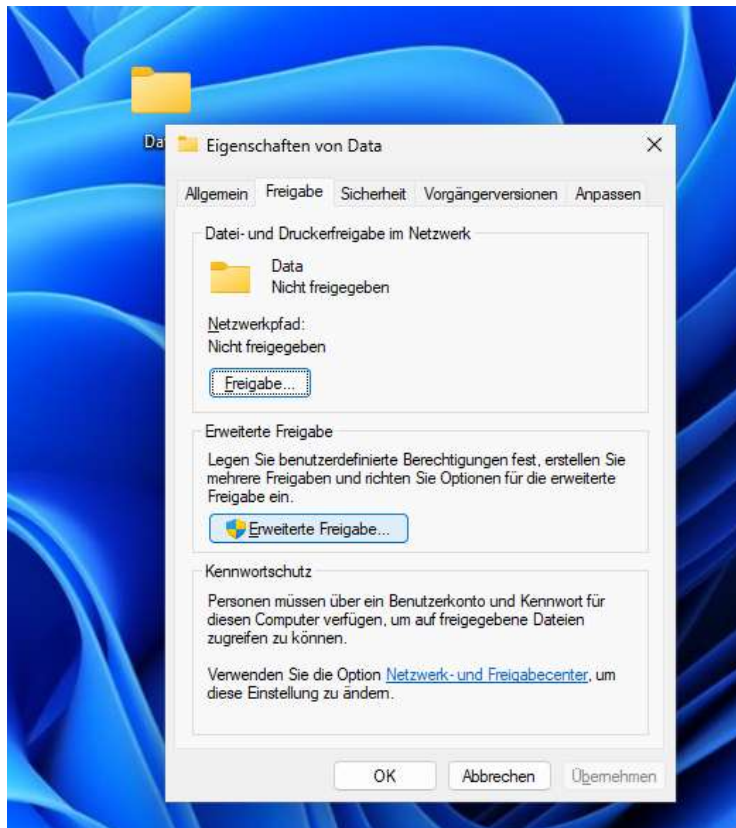 Da
Eigenschaften von Data
Allgemein Freigabe Sicherheit Vorgängerversionen Anpassen
Datei- und Druckerfreigabe im Netzwerk
Data
Nicht freigegeben
Netzwerkpfad:
Nicht freigegeben
Freigabe...
Erweiterte Freigabe
Legen Sie benutzerdefinierte Berechtigungen fest, erstellen Sie
mehrere Freigaben und richten Sie Optionen für die erweiterte
Freigabe ein.
Erweiterte Freigabe...
Kennwortschutz
Personen müssen über ein Benutzerkonto und Kennwort für
diesen Computer verfügen, um auf freigegebene Dateien
zugreifen zu können.
Verwenden Sie die Option Netzwerk- und Freigabecenter, um
diese Einstellung zu ändern.
OK Abbrechen Übernehmen